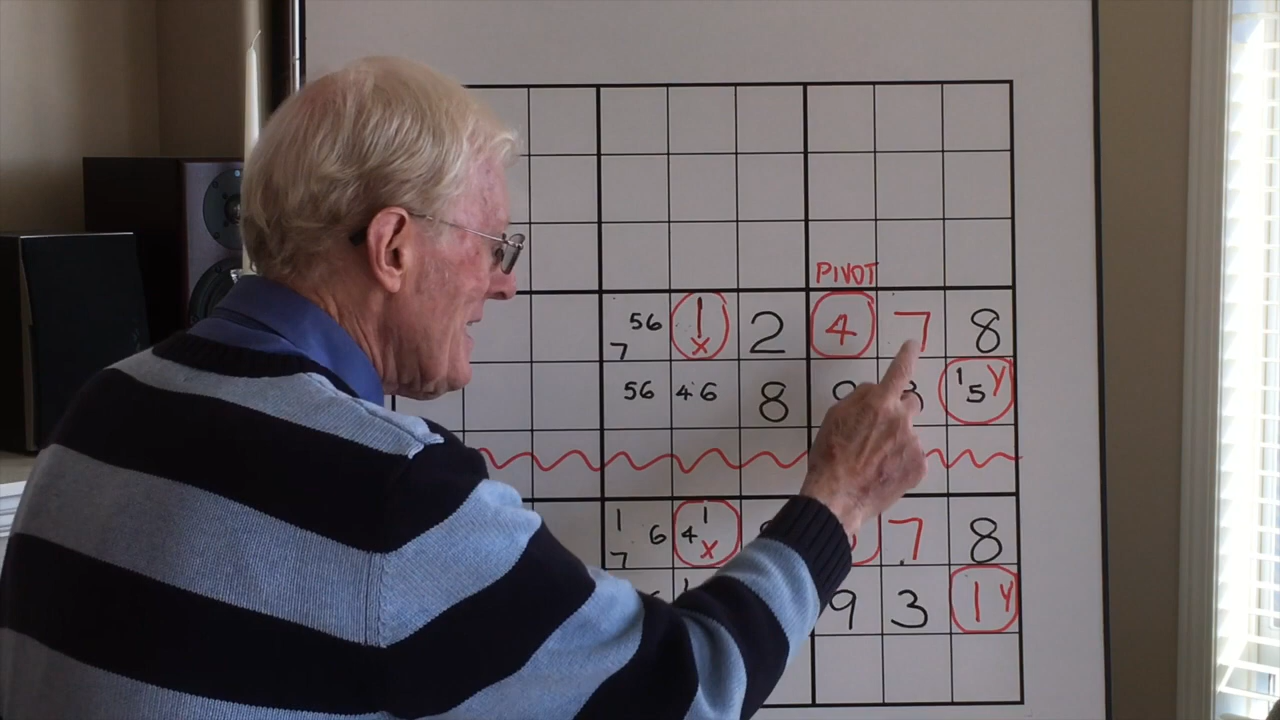 PIVOT
56 1 2 4 7 8
7 X
56 46 8 1 5 Y
1 6 4 1 7 8
7 X
9 3 1 Y